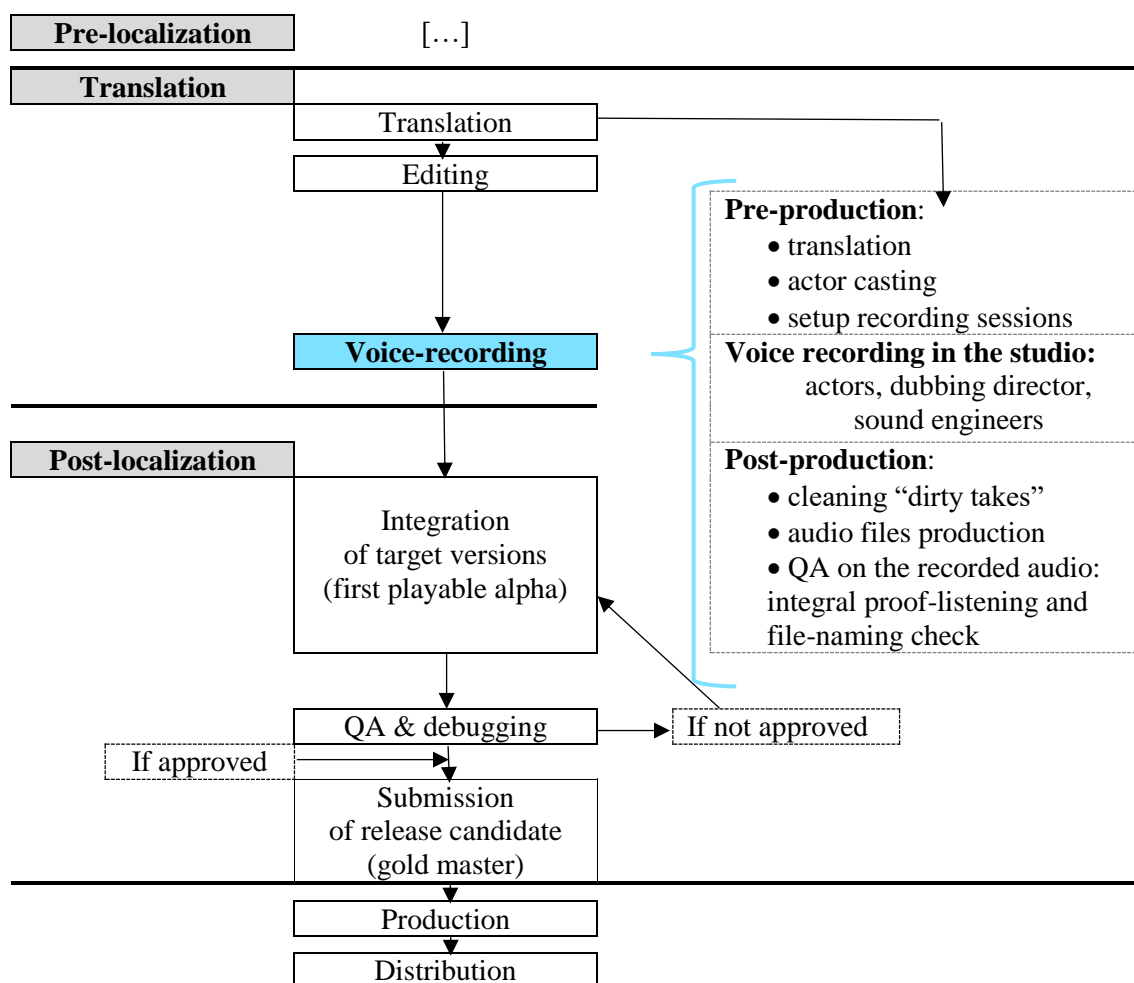 Pre-localization
[…]
Translation
Translation
Editing
Voice-recording
Pre-production:
• translation
• actor casting
• setup recording sessions
Voice recording in the studio:
actors, dubbing director,
sound engineers
Post-production:
• cleaning “dirty takes”
• audio files production
• QA on the recorded audio:
integral proof-listening and
file-naming check
Post-localization
Integration
of target versions
(first playable alpha)
QA & debugging
If not approved
If approved
Submission
of release candidate
(gold master)
Production
Distribution